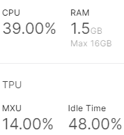 CPU RAM
39.00% 1.5GB
Max 16GB
TPU
MXU Idle Time
14.00% 48.00%